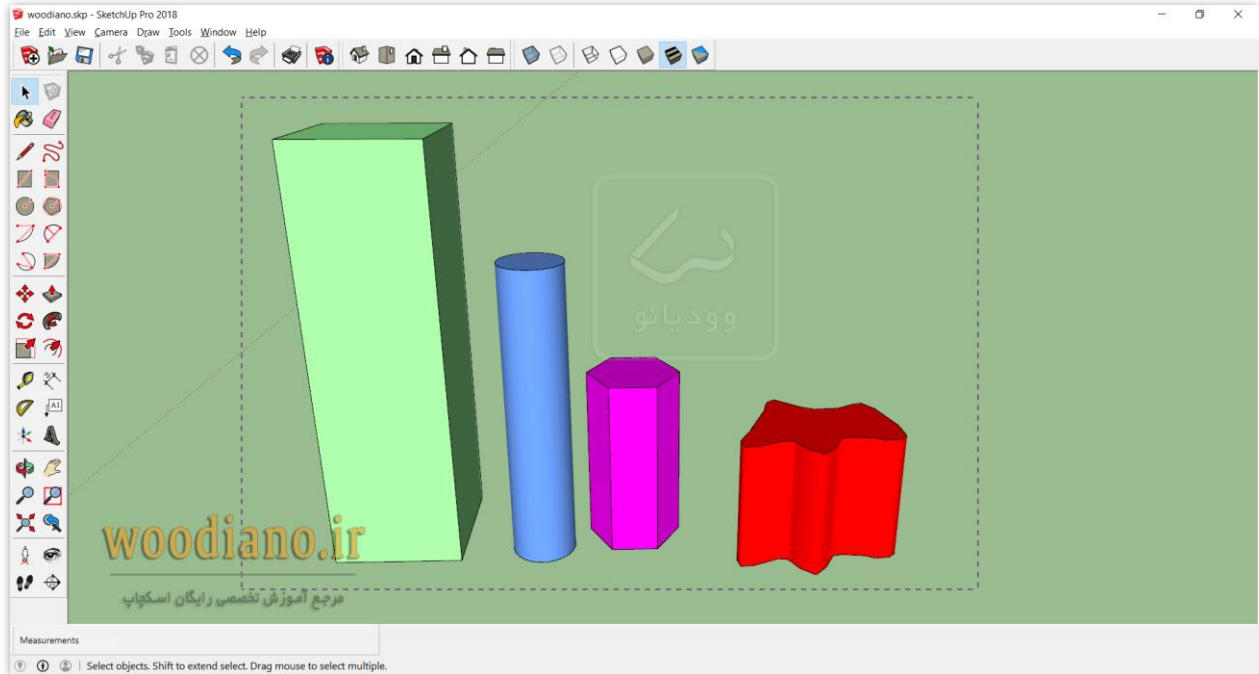 woodiano.skp - SketchUp Pro 2018
File Edit View Camera Draw Tools Window Help
A1
وودیانو
woodiano.ir
مرجع آموزش تخصصی رایگان اسکچاپ
Measurements
Select objects. Shift to extend select. Drag mouse to select multiple.